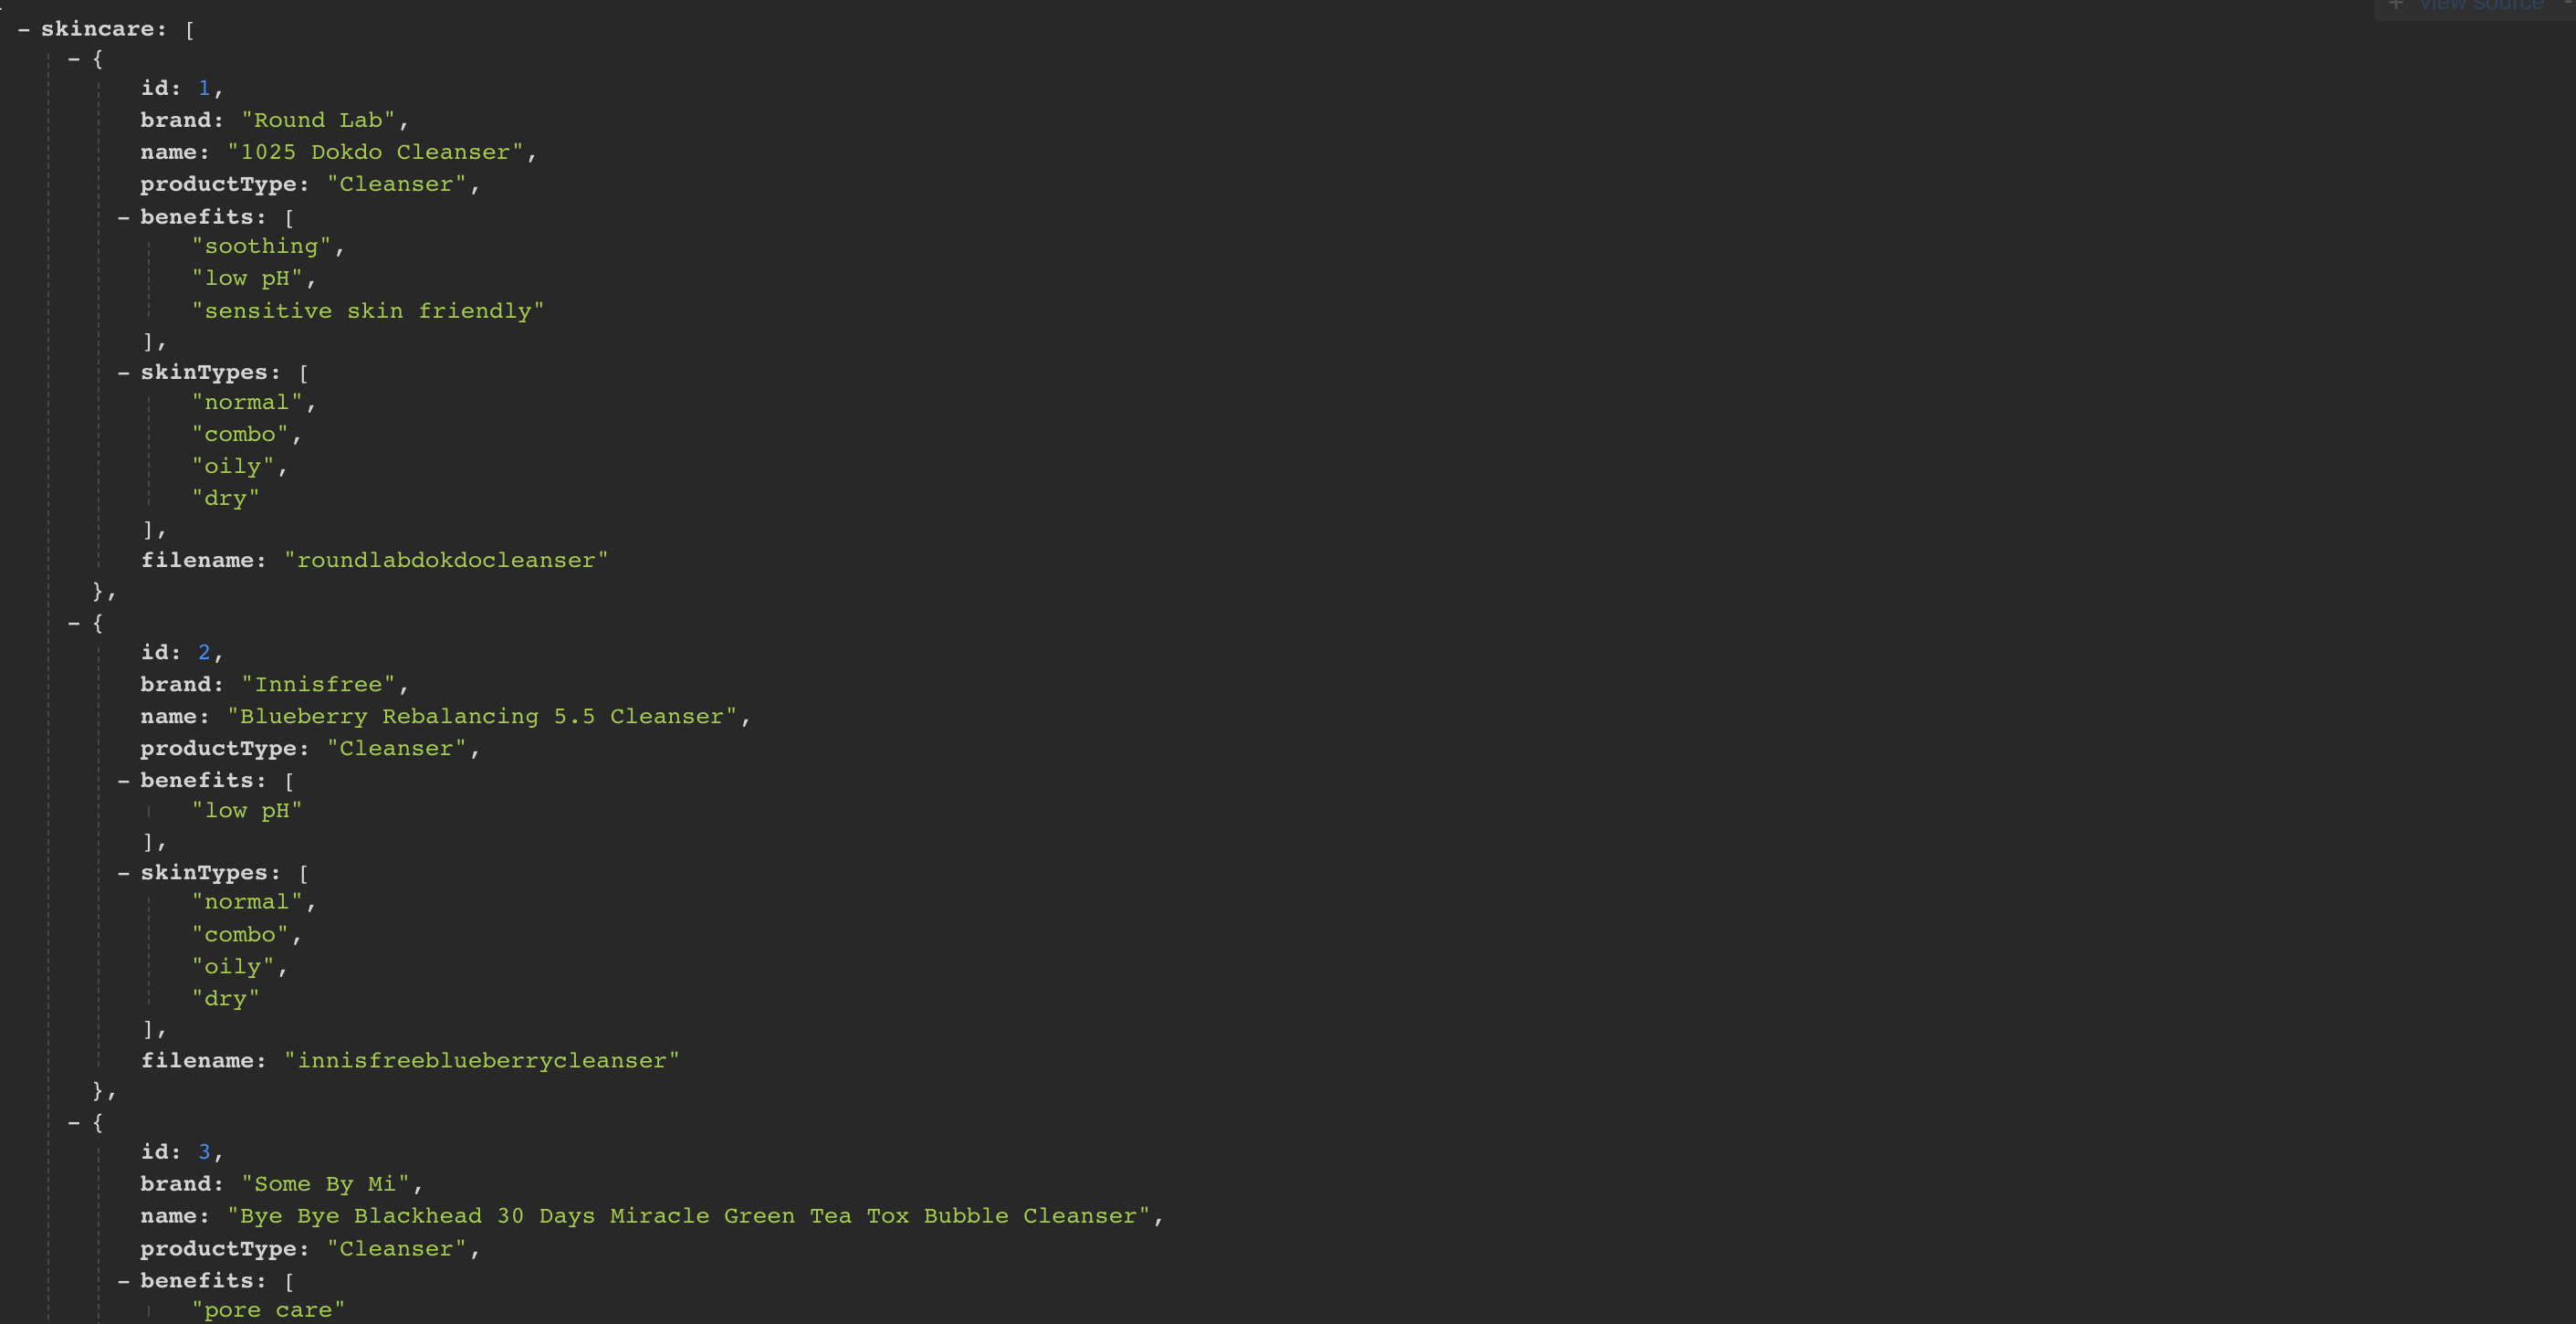 + view source
- skincare: [
- {
id: 1,
brand: "Round Lab",
name: "1025 Dokdo Cleanser",
productType: "Cleanser",
- benefits: [
"soothing",
"low pH",
"sensitive skin friendly"
],
- skinTypes: [
"normal",
"combo",
"oily",
"dry"
],
filename: "roundlabdokdocleanser"
},
- {
id: 2,
brand: "Innisfree",
name: "Blueberry Rebalancing 5.5 Cleanser",
productType: "Cleanser",
- benefits: [
"low pH"
],
- skinTypes: [
"normal",
"combo",
"oily",
"dry"
],
filename: "innisfreeblueberrycleanser"
},
- {
id: 3,
brand: "Some By Mi",
name: "Bye Bye Blackhead 30 Days Miracle Green Tea Tox Bubble Cleanser",
productType: "Cleanser",
- benefits: [
"pore care"